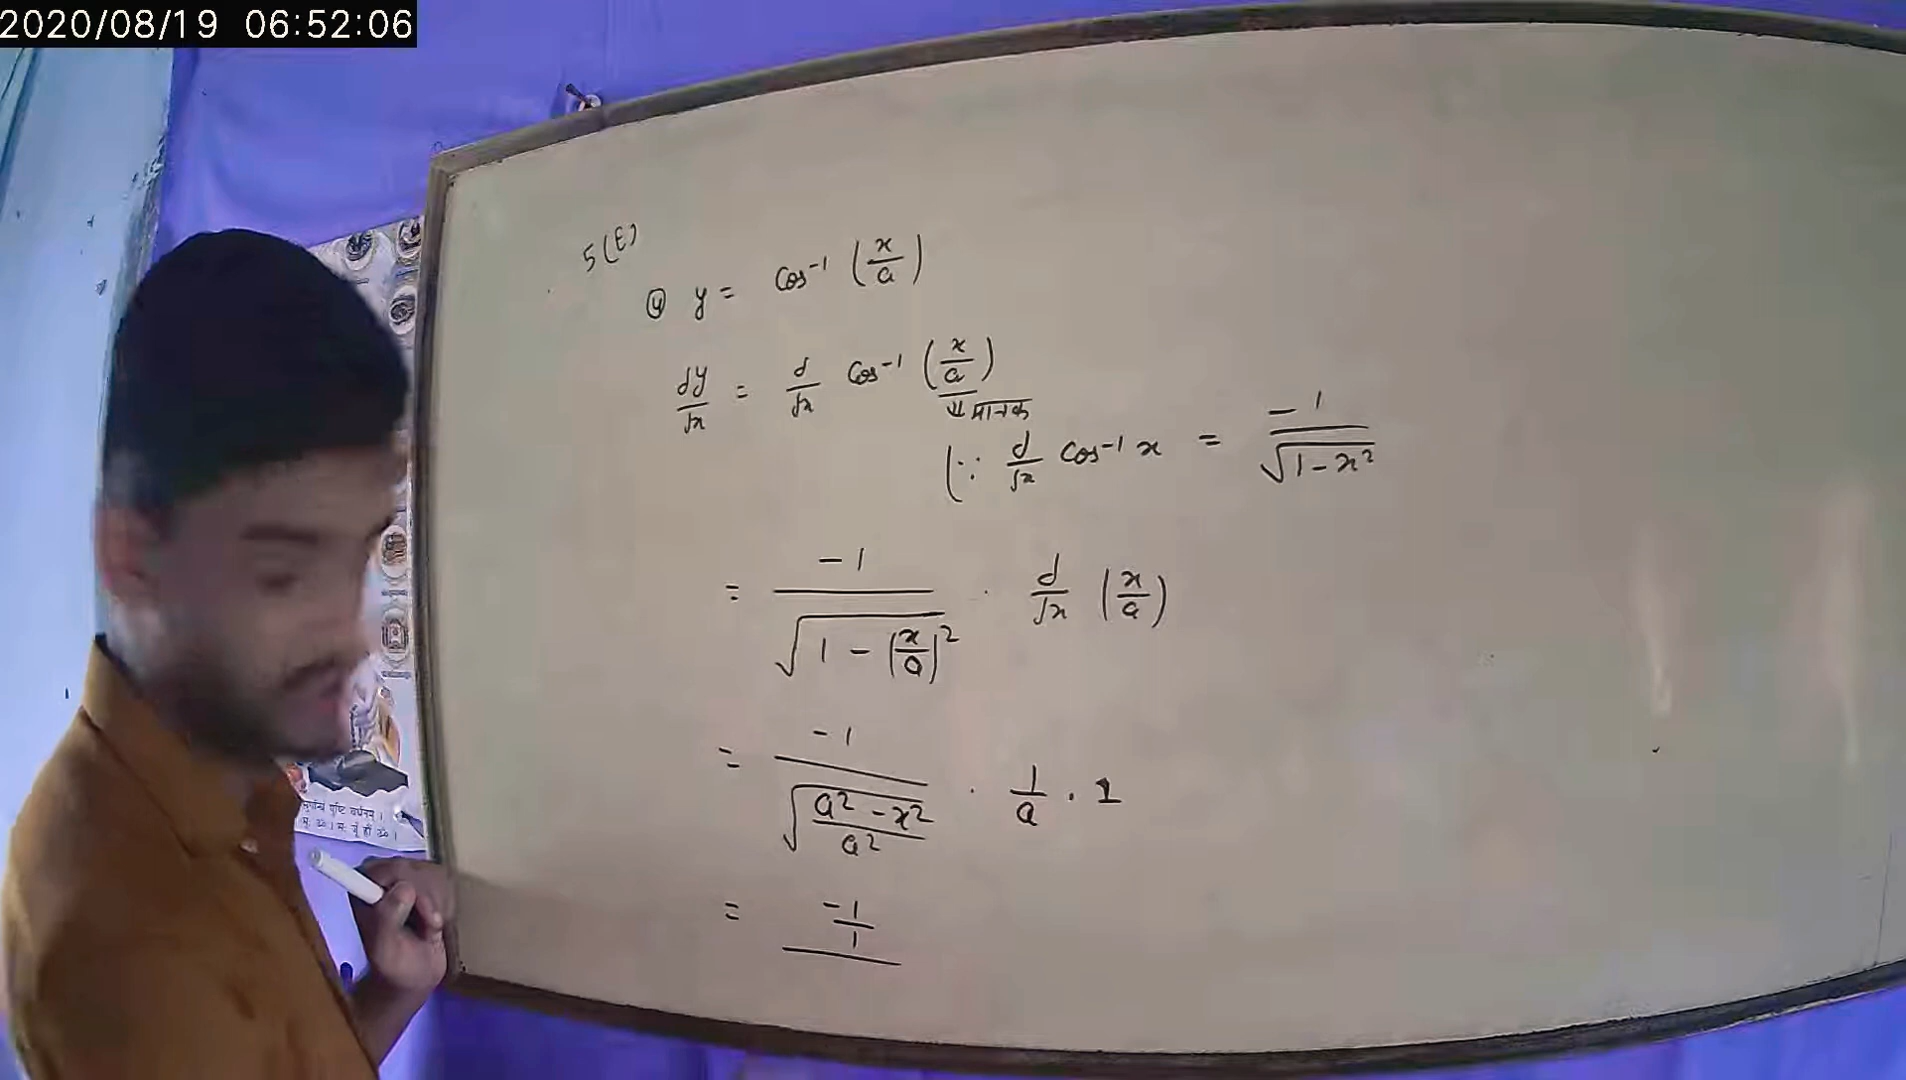 2020/08/19 06:52:06
5(E)
④ y = cos⁻¹ (x/a)
dy/dx = d/dx cos⁻¹ (x/a)
⇓ मानक
(∵ d/dx cos⁻¹ x = -1/√(1-x²)
= -1/√(1-(x/a)²) · d/dx (x/a)
= -1/√((a²-x²)/a²) · 1/a . 1
= -1/1